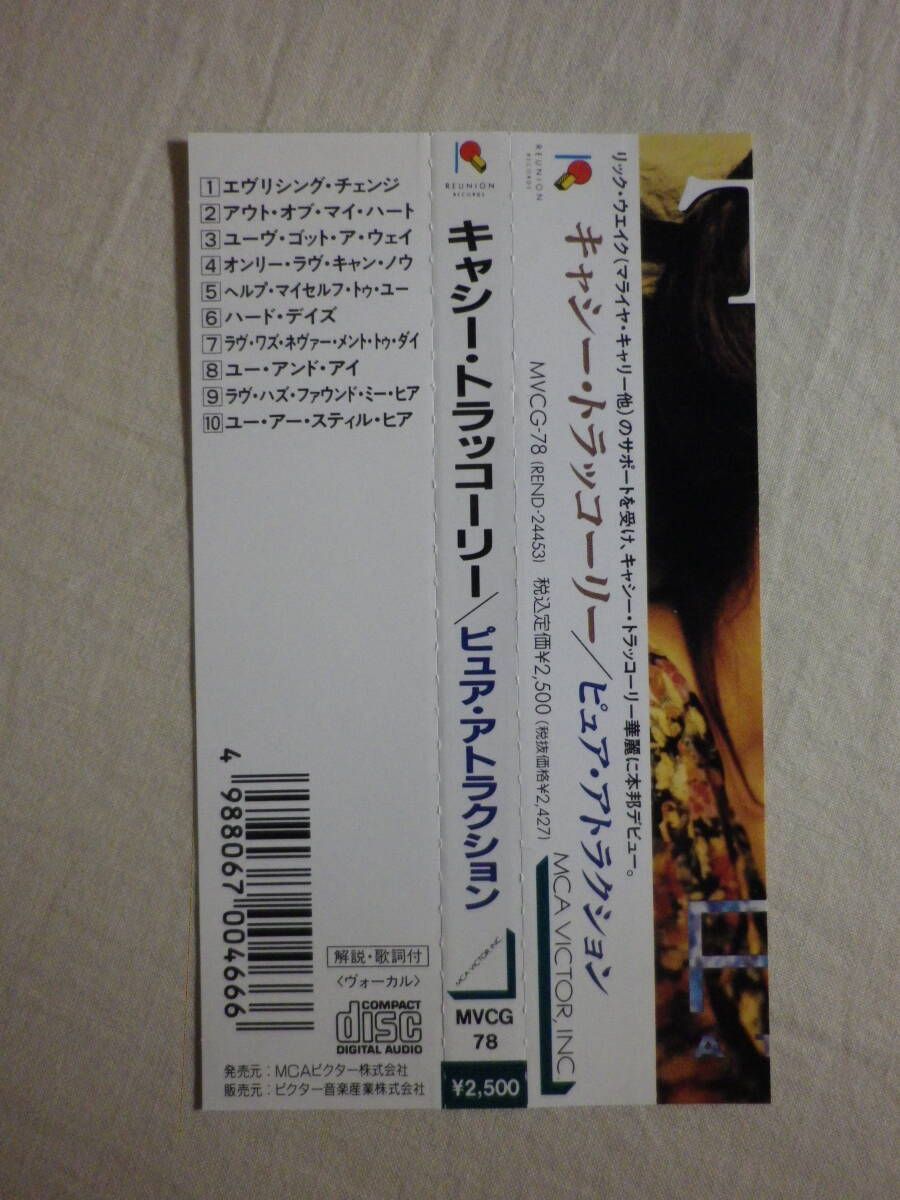 1 エヴリシング・チェンジ
2 アウト・オブ・マイ・ハート
3 ユーヴ・ゴット・ア・ウェイ
4 オンリー・ラヴ・キャン・ノウ
5 ヘルプ・マイセルフ・トゥ・ユー
6 ハード・デイズ
7 ラヴ・ワズ・ネヴァー・メント・トゥ・ダイ
8 ユー・アンド・アイ
9 ラヴ・ハズ・ファウンド・ミー・ヒア
10 ユー・アー・スティル・ヒア
4 988067 004666
解説・歌詞付
〈ヴォーカル〉
COMPACT
disc
DIGITAL AUDIO
発売元：MCAビクター株式会社
販売元：ビクター音楽産業株式会社
REUNION
RECORDS
キャシー・トラッコーリー／ピュア・アトラクション
MCA VICTOR, INC.
MVCG
78
¥2,500
REUNION
RECORDS
リック・ウェイク(マライヤ・キャリー他)のサポートを受け、キャシー・トラッコーリー華麗に本邦デビュー。
キャシー・トラッコーリー／ピュア・アトラクション
MVCG-78 (REND-24453) 税込定価¥2,500 (税抜価格¥2,427)
MCA VICTOR, INC.
T
A